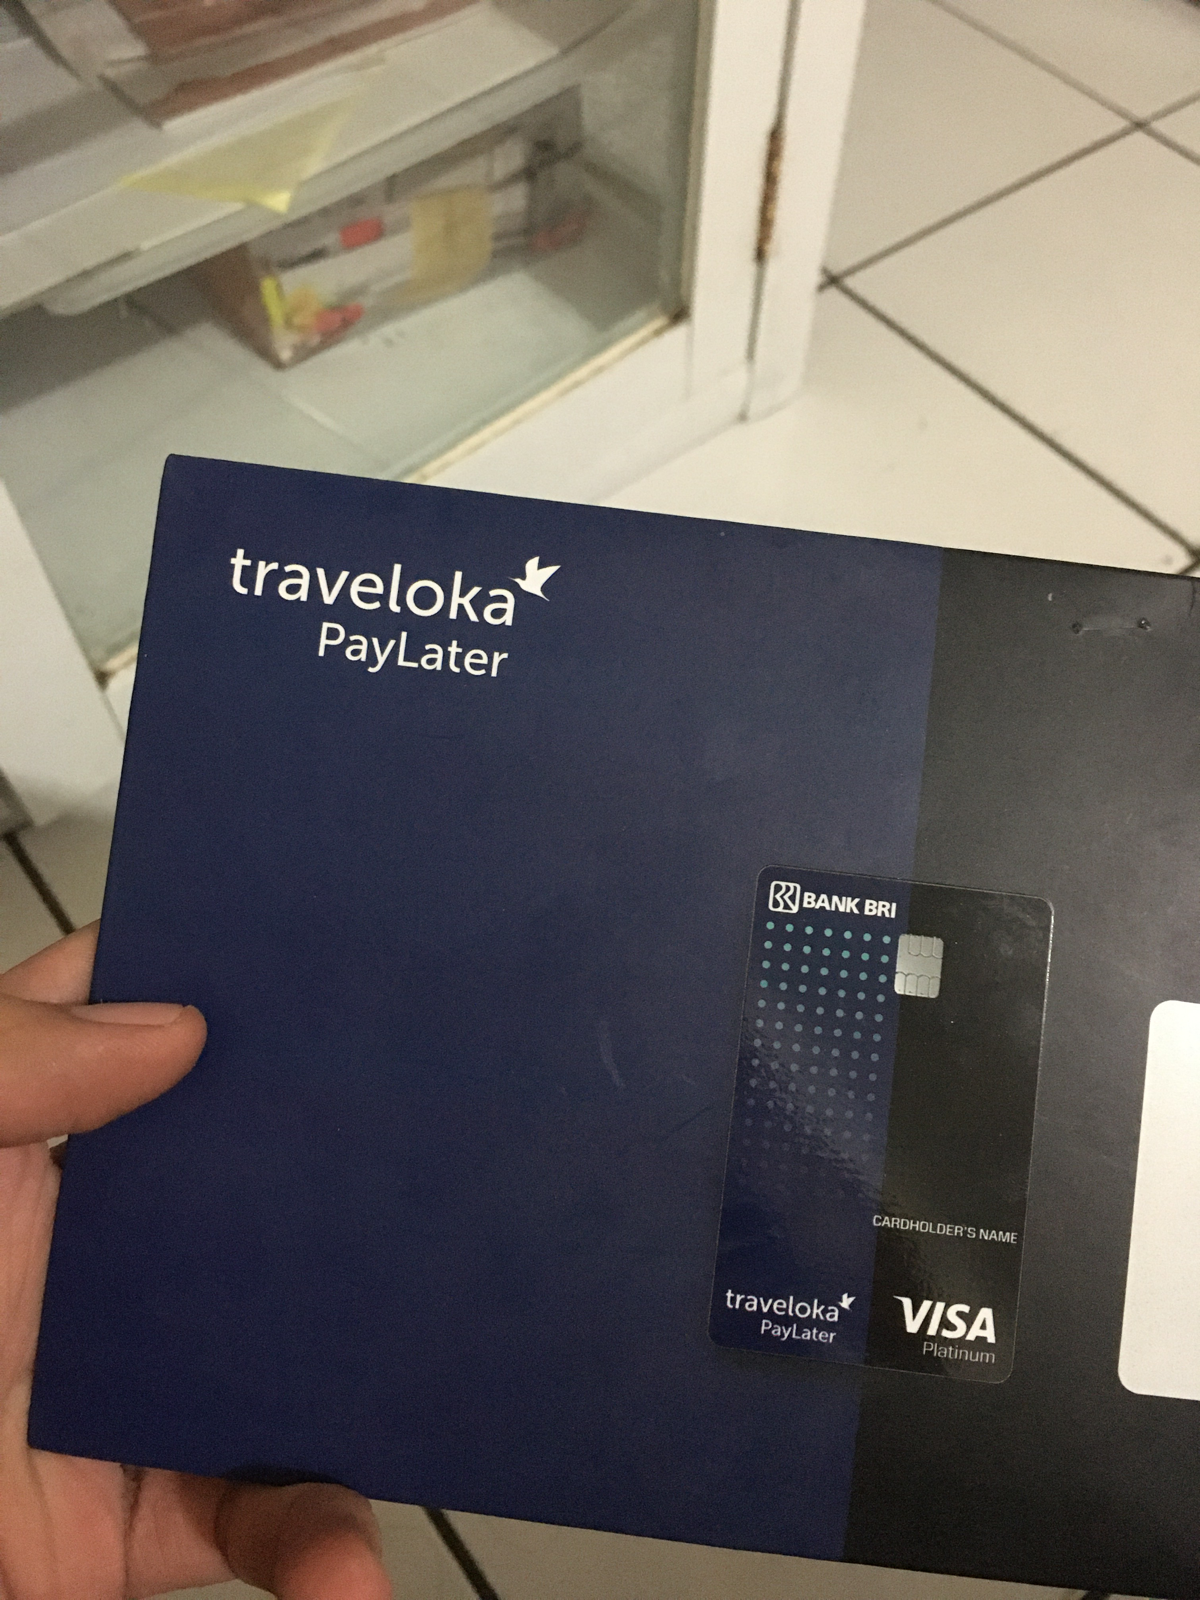 traveloka
PayLater
BANK BRI
CARDHOLDER'S NAME
traveloka
PayLater
VISA
Platinum